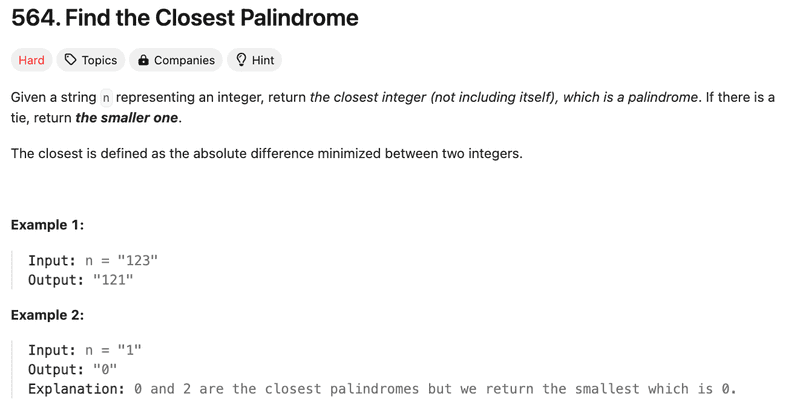 564. Find the Closest Palindrome
Hard Topics Companies Hint
Given a string n representing an integer, return the closest integer (not including itself), which is a palindrome. If there is a
tie, return the smaller one.
The closest is defined as the absolute difference minimized between two integers.
Example 1:
Input: n = "123"
Output: "121"
Example 2:
Input: n = "1"
Output: "0"
Explanation: 0 and 2 are the closest palindromes but we return the smallest which is 0.